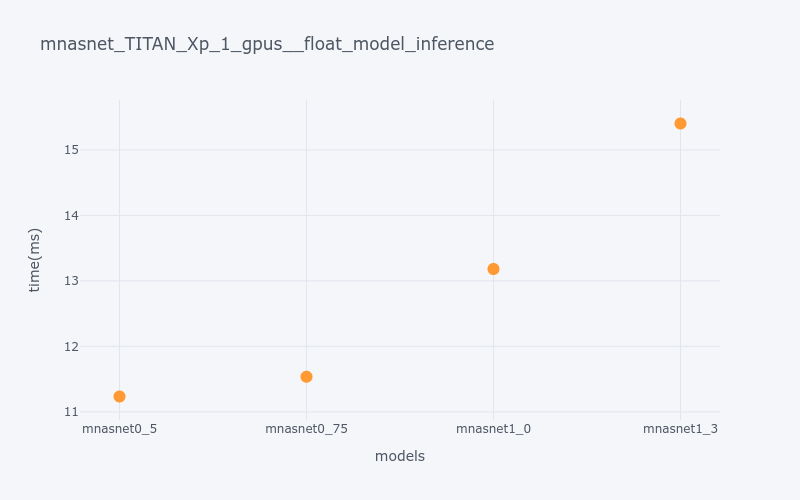 mnasnet_TITAN_Xp_1_gpus__float_model_inference
time(ms)
15
14
13
12
11
mnasnet0_5
mnasnet0_75
mnasnet1_0
mnasnet1_3
models